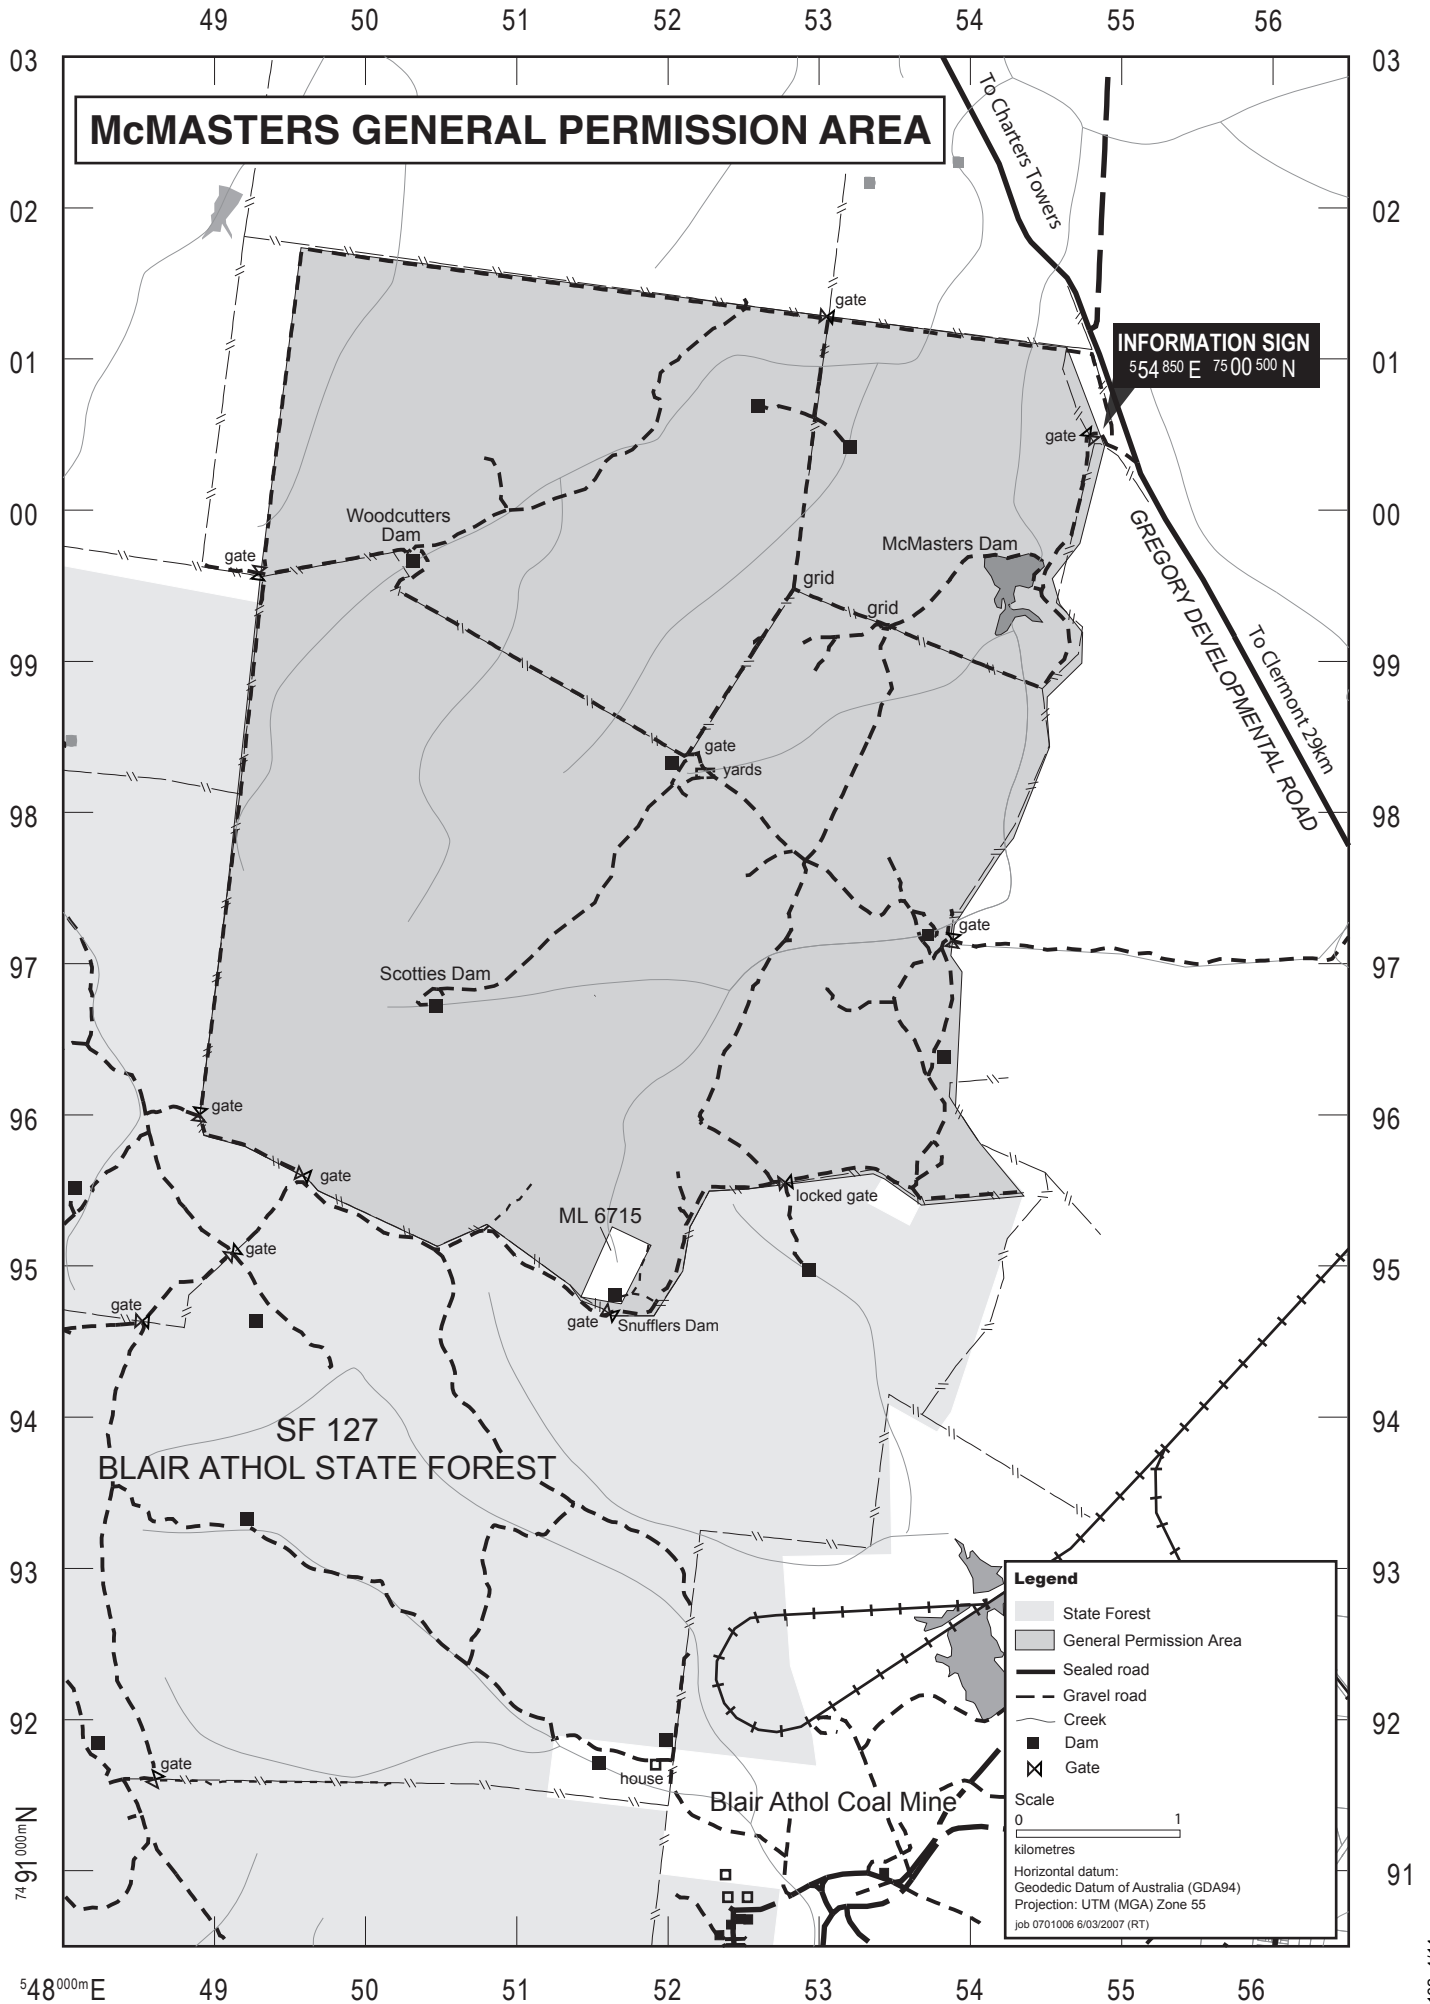 49 50 51 52 53 54 55 56
03 03
McMASTERS GENERAL PERMISSION AREA
To Charters Towers
02 02
gate
INFORMATION SIGN
554 850 E 7500 500 N
01 01
gate
Woodcutters
Dam
00 00
McMasters Dam
gate
grid
grid
GREGORY DEVELOPMENTAL ROAD
To Clermont 29km
99 99
gate
yards
98 98
gate
Scotties Dam
97 97
gate
96 96
gate
locked gate
ML 6715
gate
95 95
gate
gate
Snufflers Dam
SF 127
BLAIR ATHOL STATE FOREST
94 94
93 93
Legend
State Forest
General Permission Area
Sealed road
Gravel road
Creek
Dam
Gate
Scale
0 1
kilometres
Horizontal datum:
Geodedic Datum of Australia (GDA94)
Projection: UTM (MGA) Zone 55
job 0701006 6/03/2007 (RT)
92 92
gate
house
Blair Athol Coal Mine
7491000m N 91
548000m E 49 50 51 52 53 54 55 56